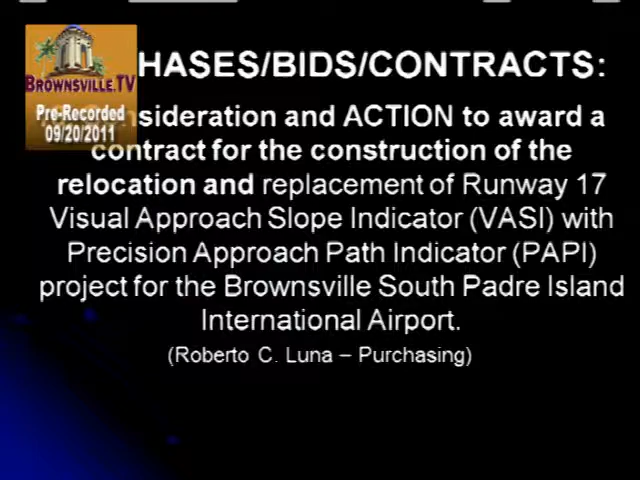 BROWNSVILLE.TV
Pre-Recorded
09/20/2011
HASES/BIDS/CONTRACTS:
sideration and ACTION to award a
contract for the construction of the
relocation and replacement of Runway 17
Visual Approach Slope Indicator (VASI) with
Precision Approach Path Indicator (PAPI)
project for the Brownsville South Padre Island
International Airport.
(Roberto C. Luna – Purchasing)